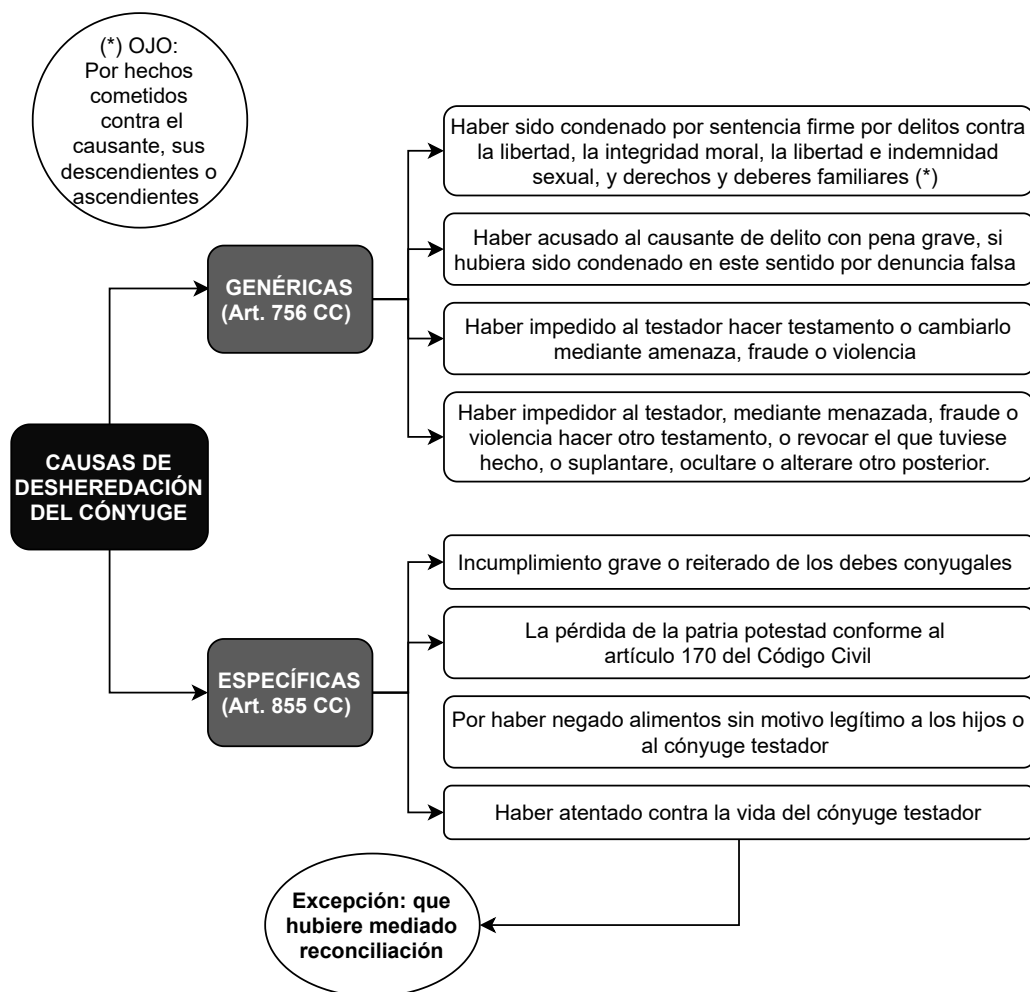 (*) OJO:
Por hechos
cometidos
contra el
causante, sus
descendientes o
ascendientes
Haber sido condenado por sentencia firme por delitos contra
la libertad, la integridad moral, la libertad e indemnidad
sexual, y derechos y deberes familiares (*)
Haber acusado al causante de delito con pena grave, si
hubiera sido condenado en este sentido por denuncia falsa
GENÉRICAS
(Art. 756 CC)
Haber impedido al testador hacer testamento o cambiarlo
mediante amenaza, fraude o violencia
Haber impedidor al testador, mediante menazada, fraude o
violencia hacer otro testamento, o revocar el que tuviese
hecho, o suplantare, ocultare o alterare otro posterior.
CAUSAS DE
DESHEREDACIÓN
DEL CÓNYUGE
Incumplimiento grave o reiterado de los debes conyugales
La pérdida de la patria potestad conforme al
artículo 170 del Código Civil
ESPECÍFICAS
(Art. 855 CC)
Por haber negado alimentos sin motivo legítimo a los hijos o
al cónyuge testador
Haber atentado contra la vida del cónyuge testador
Excepción: que
hubiere mediado
reconciliación